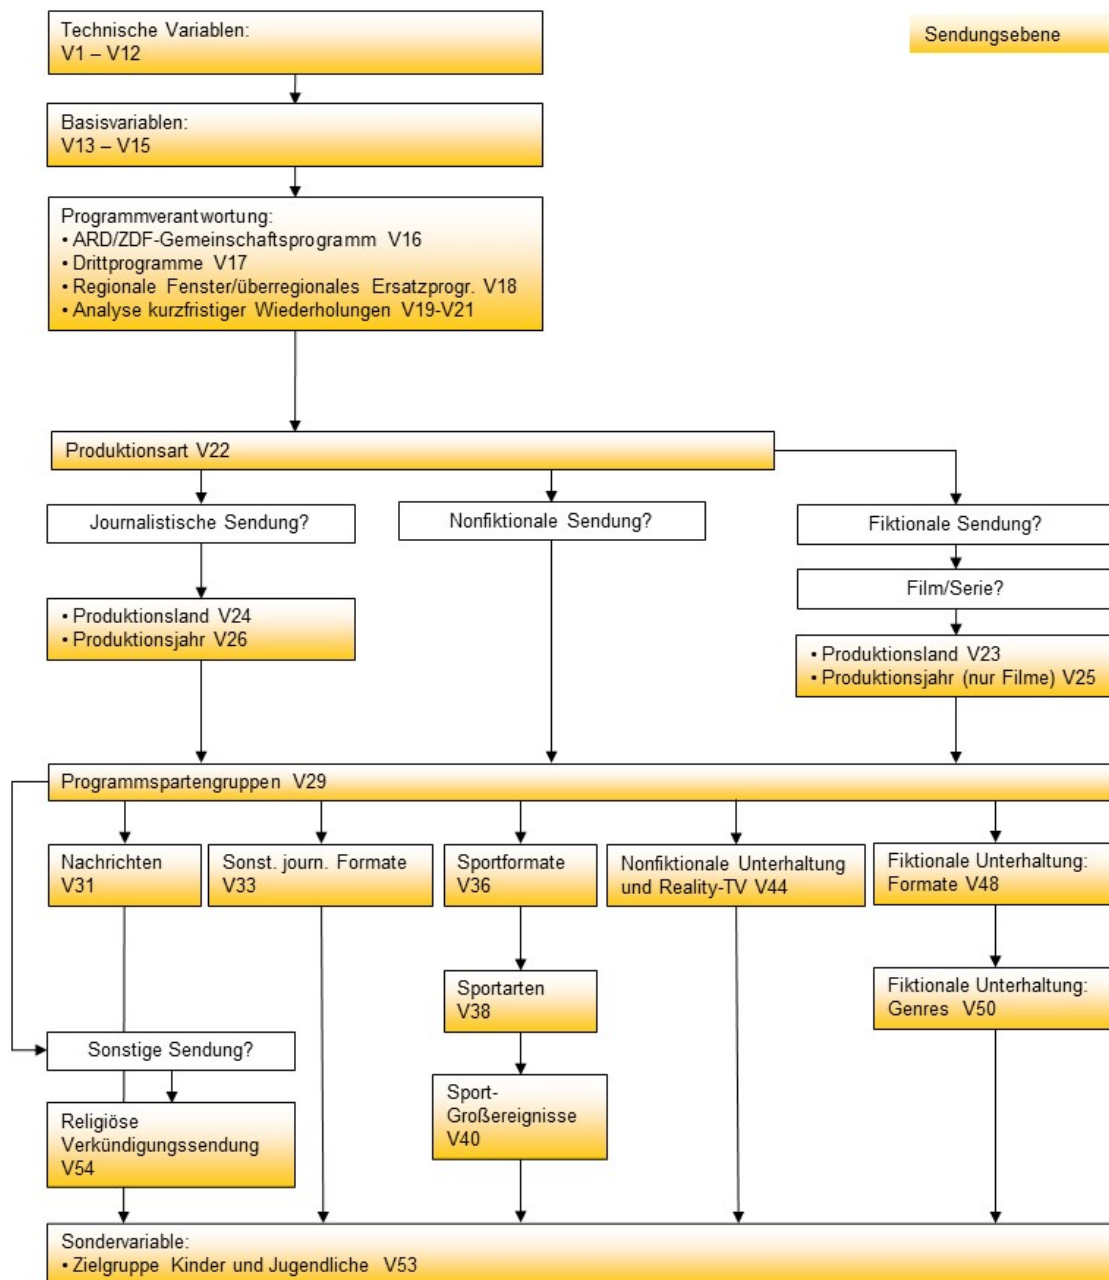 Technische Variablen:
V1 – V12
Sendungsebene
Basisvariablen:
V13 – V15
Programmverantwortung:
• ARD/ZDF-Gemeinschaftsprogramm V16
• Drittprogramme V17
• Regionale Fenster/überregionales Ersatzprogr. V18
• Analyse kurzfristiger Wiederholungen V19-V21
Produktionsart V22
Journalistische Sendung?
Nonfiktionale Sendung?
Fiktionale Sendung?
Film/Serie?
• Produktionsland V24
• Produktionsjahr V26
• Produktionsland V23
• Produktionsjahr (nur Filme) V25
Programmspartengruppen V29
Nachrichten
V31
Sonst. journ. Formate
V33
Sportformate
V36
Nonfiktionale Unterhaltung
und Reality-TV V44
Fiktionale Unterhaltung:
Formate V48
Sportarten
V38
Fiktionale Unterhaltung:
Genres V50
Sonstige Sendung?
Sport-
Großereignisse
V40
Religiöse
Verkündigungssendung
V54
Sondervariable:
• Zielgruppe Kinder und Jugendliche V53